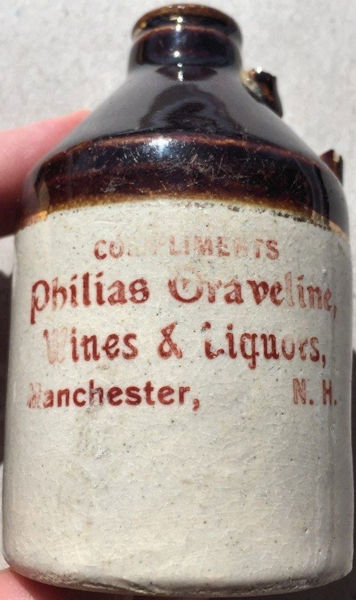 COMPLIMENTS
Philias Graveline,
Wines & Liquors,
Manchester, N. H.